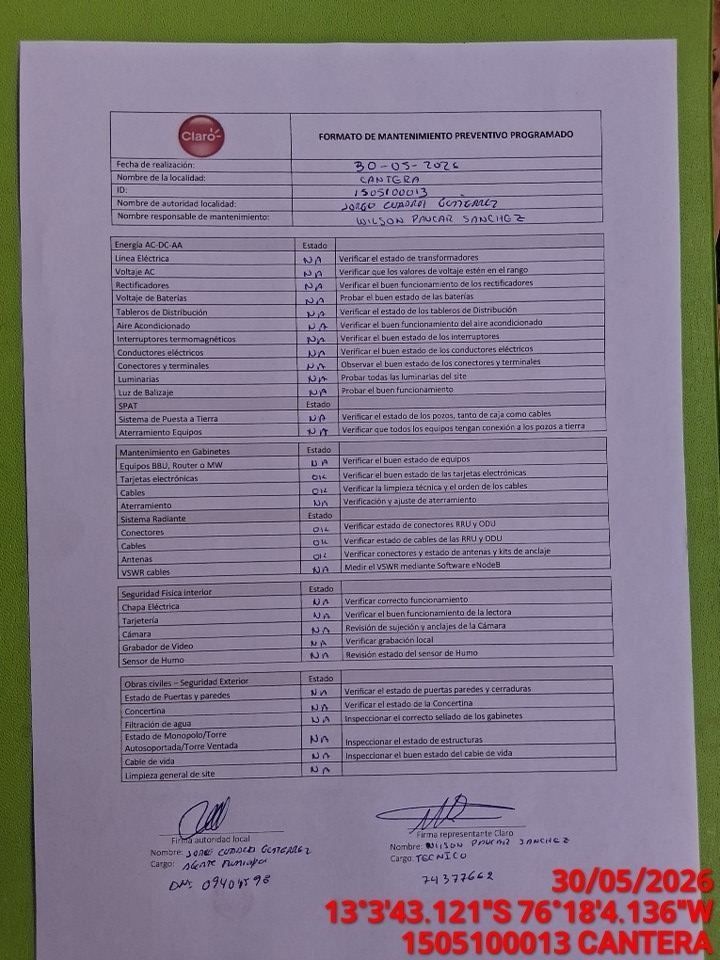 Claro
FORMATO DE MANTENIMIENTO PREVENTIVO PROGRAMADO
Fecha de realización: 30-05-2026
Nombre de la localidad: CANTERA
ID: 1505100013
Nombre de autoridad localidad: JORGE CUADROI GUTIERREZ
Nombre responsable de mantenimiento: WILSON PAUCAR SANCHEZ
Energía AC-DC-AA Estado
Línea Eléctrica NA Verificar el estado de transformadores
Voltaje AC NA Verificar que los valores de voltaje estén en el rango
Rectificadores NA Verificar el buen funcionamiento de los rectificadores
Voltaje de Baterías NA Probar el buen estado de las baterías
Tableros de Distribución NA Verificar el estado de los tableros de Distribución
Aire Acondicionado NA Verificar el buen funcionamiento del aire acondicionado
Interruptores termomagnéticos NA Verificar el buen estado de los interruptores
Conductores eléctricos NA Verificar el buen estado de los conductores eléctricos
Conectores y terminales NA Observar el buen estado de los conectores y terminales
Luminarias NA Probar todas las luminarias del site
Luz de Balizaje NA Probar el buen funcionamiento
SPAT Estado
Sistema de Puesta a Tierra NA Verificar el estado de los pozos, tanto de caja como cables
Aterramiento Equipos NA Verificar que todos los equipos tengan conexión a los pozos a tierra
Mantenimiento en Gabinetes Estado
Equipos BBU, Router o MW NA Verificar el buen estado de equipos
Tarjetas electrónicas OK Verificar el buen estado de las tarjetas electrónicas
Cables OK Verificar la limpieza técnica y el orden de los cables
Aterramiento NA Verificación y ajuste de aterramiento
Sistema Radiante Estado
Conectores OK Verificar estado de conectores RRU y ODU
Cables OK Verificar estado de cables de las RRU y ODU
Antenas OK Verificar conectores y estado de antenas y kits de anclaje
VSWR cables NA Medir el VSWR mediante Software eNodeB
Seguridad Física interior Estado
Chapa Eléctrica NA Verificar correcto funcionamiento
Tarjetería NA Verificar el buen funcionamiento de la lectora
Cámara NA Revisión de sujeción y anclajes de la Cámara
Grabador de Video NA Verificar grabación local
Sensor de Humo NA Revisión estado del sensor de Humo
Obras civiles – Seguridad Exterior Estado
Estado de Puertas y paredes NA Verificar el estado de puertas paredes y cerraduras
Concertina NA Verificar el estado de la Concertina
Filtración de agua NA Inspeccionar el correcto sellado de los gabinetes
Estado de Monopolo/Torre Autosoportada/Torre Ventada NA Inspeccionar el estado de estructuras
Cable de vida NA Inspeccionar el buen estado del cable de vida
Limpieza general de site NA
Firma autoridad local
Nombre: JORGE CUADROI GUTIERREZ
Cargo: AGENTE
DNI
Firma representante Claro
Nombre: WILSON PAUCAR SANCHEZ
Cargo: TECNICO
74377662
30/05/2026
13°3'43.121"S 76°18'4.136"W
1505100013 CANTERA